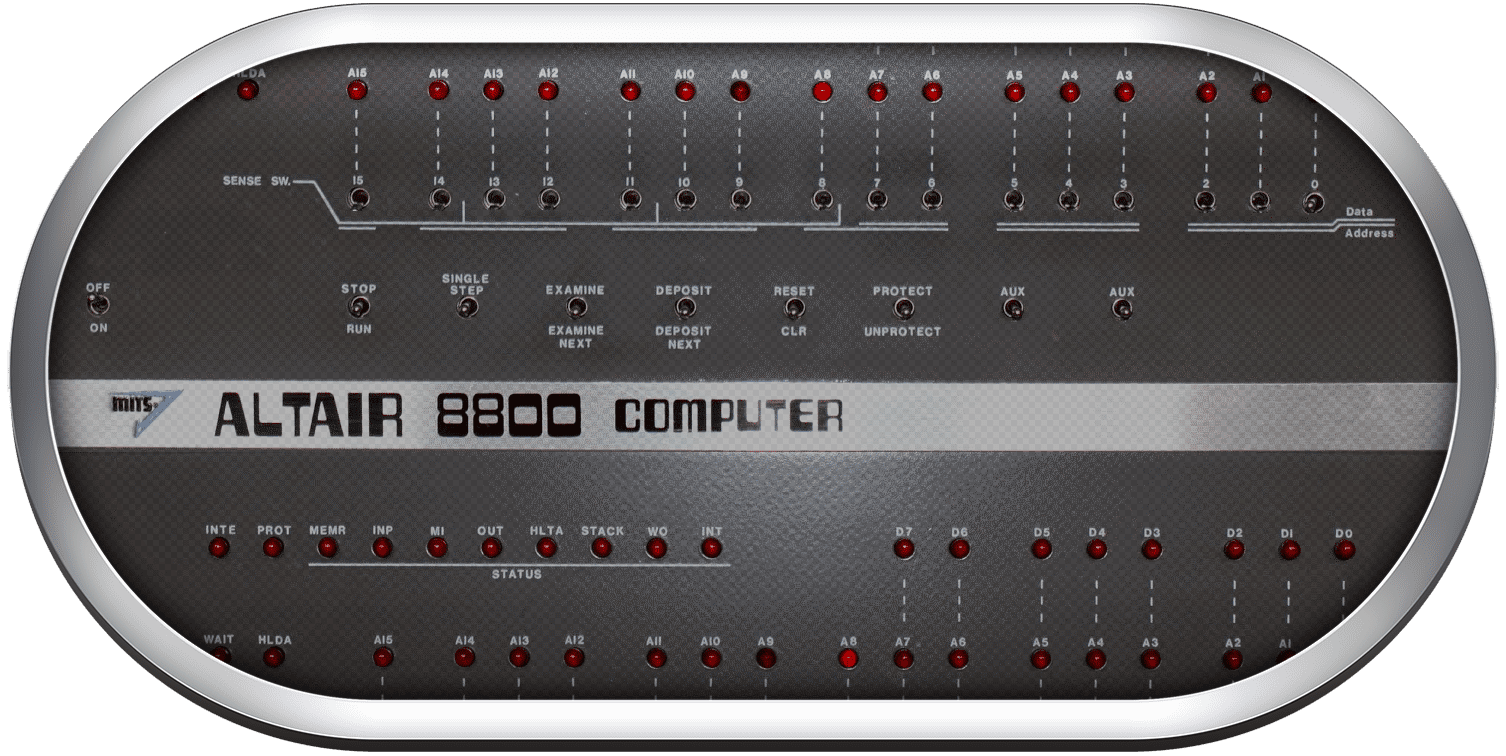 HLDA A15 A14 A13 A12 A11 A10 A9 A8 A7 A6 A5 A4 A3 A2 A1
SENSE SW. 15 14 13 12 11 10 9 8 7 6 5 4 3 2 1 0
Data
Address
OFF STOP SINGLE STEP EXAMINE DEPOSIT RESET PROTECT AUX AUX
ON RUN EXAMINE NEXT DEPOSIT NEXT CLR UNPROTECT
mits ALTAIR 8800 COMPUTER
INTE PROT MEMR INP MI OUT HLTA STACK WO INT D7 D6 D5 D4 D3 D2 D1 D0
STATUS
WAIT HLDA A15 A14 A13 A12 A11 A10 A9 A8 A7 A6 A5 A4 A3 A2 A1